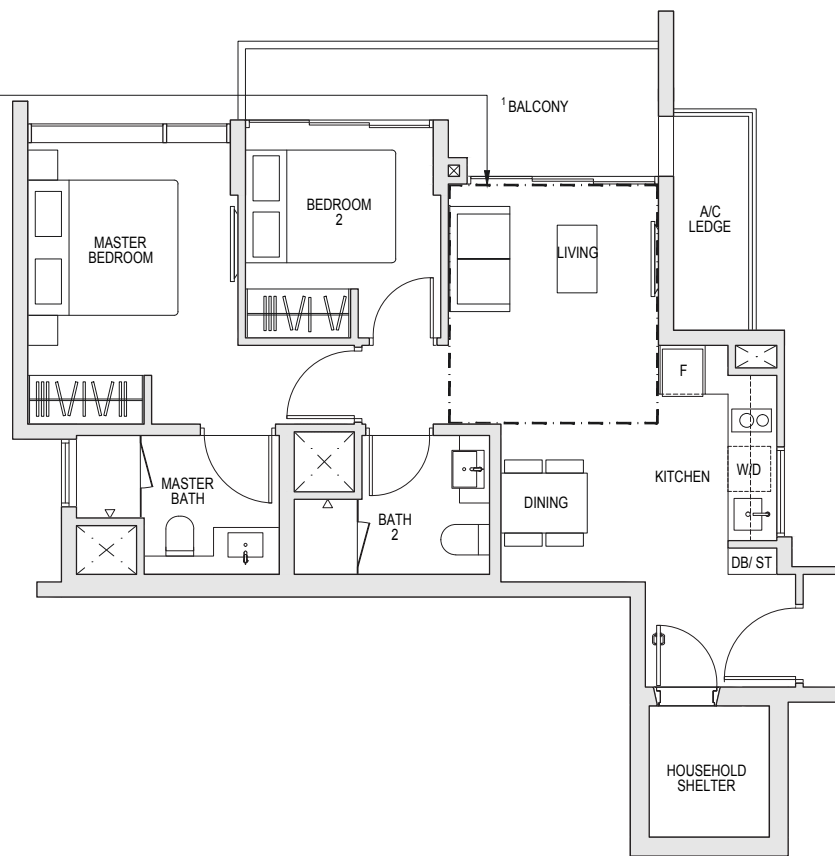 ¹ BALCONY
BEDROOM
2
MASTER
BEDROOM
A/C
LEDGE
LIVING
F
KITCHEN
W/D
MASTER
BATH
DINING
BATH
2
DB/ ST
HOUSEHOLD
SHELTER